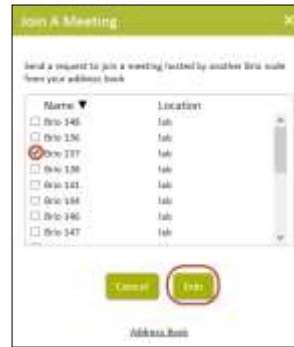 Join A Meeting
Send a request to join a meeting hosted by another Brio node
from your address book
Name ▼ Location
Brio 148 lab
Brio 136 lab
Brio 137 lab
Brio 138 lab
Brio 141 lab
Brio 144 lab
Brio 146 lab
Brio 147 lab
Cancel Join
Address Book